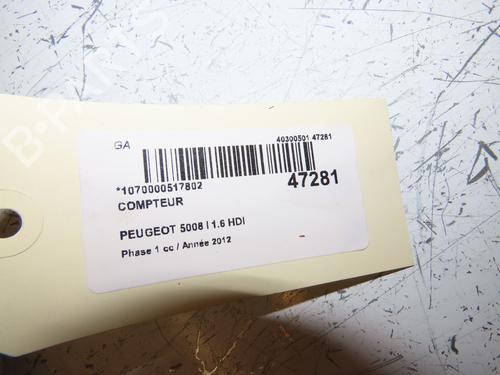 B-PARTS
GA
40300501 47281
*1070000517802
47281
COMPTEUR
PEUGEOT 5008 I 1.6 HDI
Phase 1 cc / Année 2012